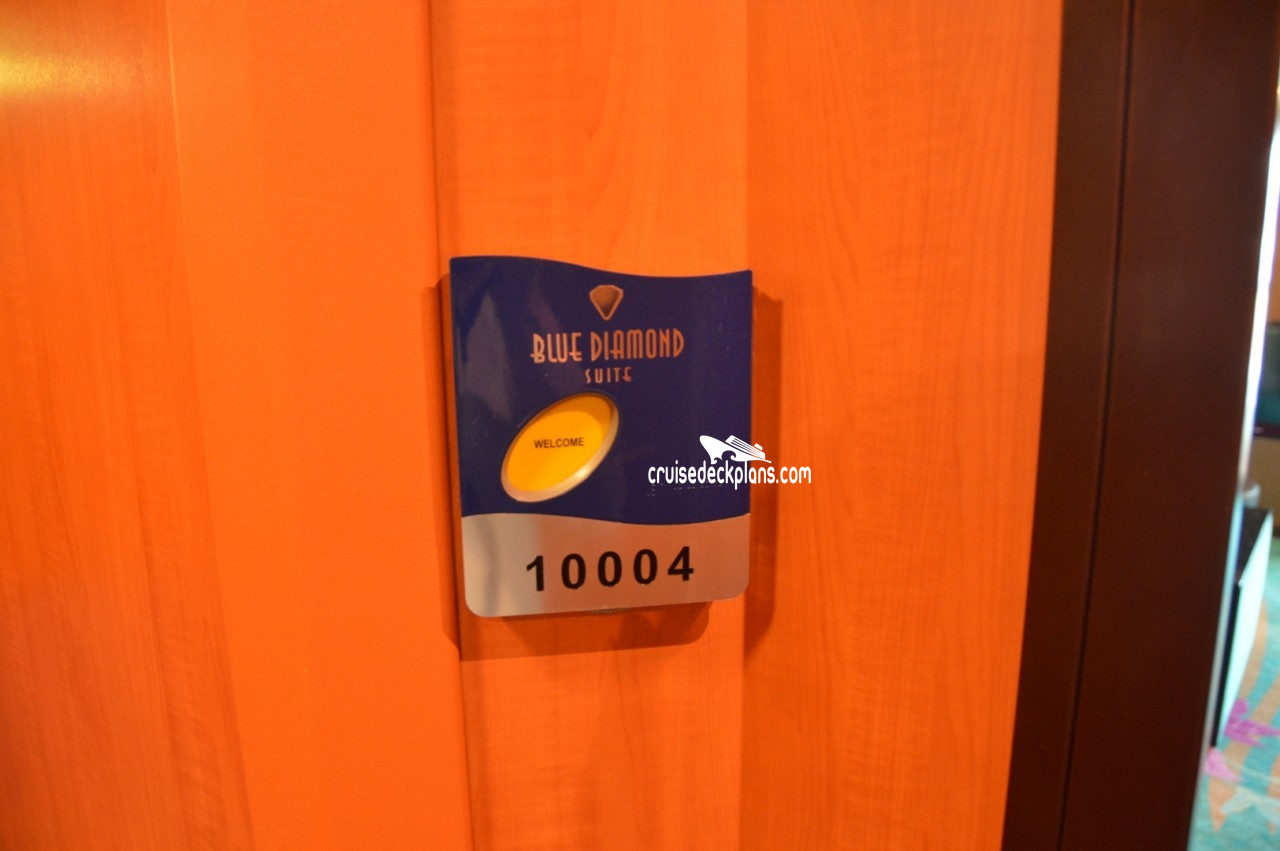 BLUE DIAMOND
SUITE
WELCOME
cruisedeckplans.com
10004